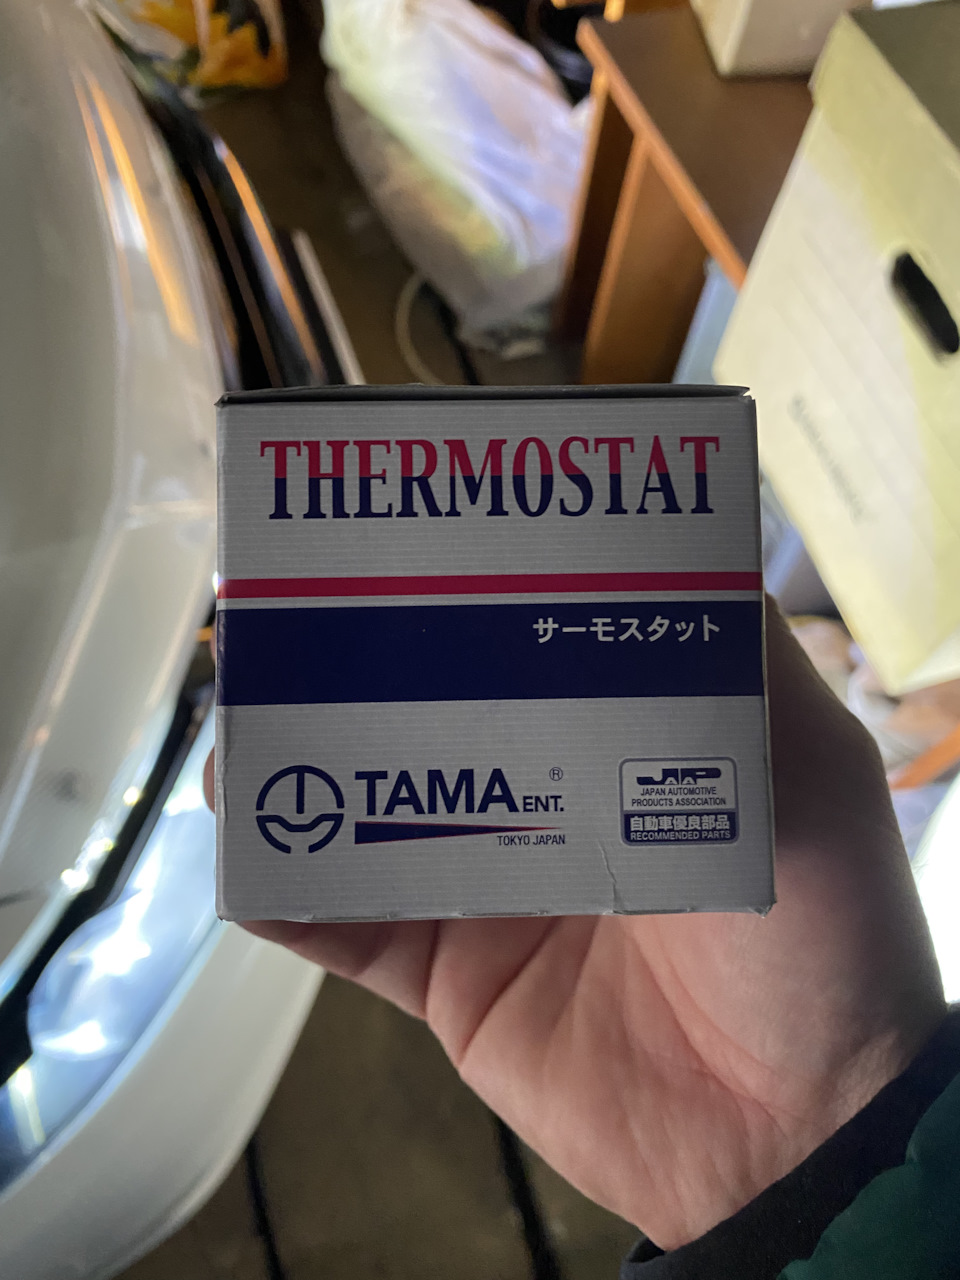 THERMOSTAT
サーモスタット
TAMA ENT. ®
TOKYO JAPAN
JAP
JAPAN AUTOMOTIVE
PRODUCTS ASSOCIATION
自動車優良部品
RECOMMENDED PARTS